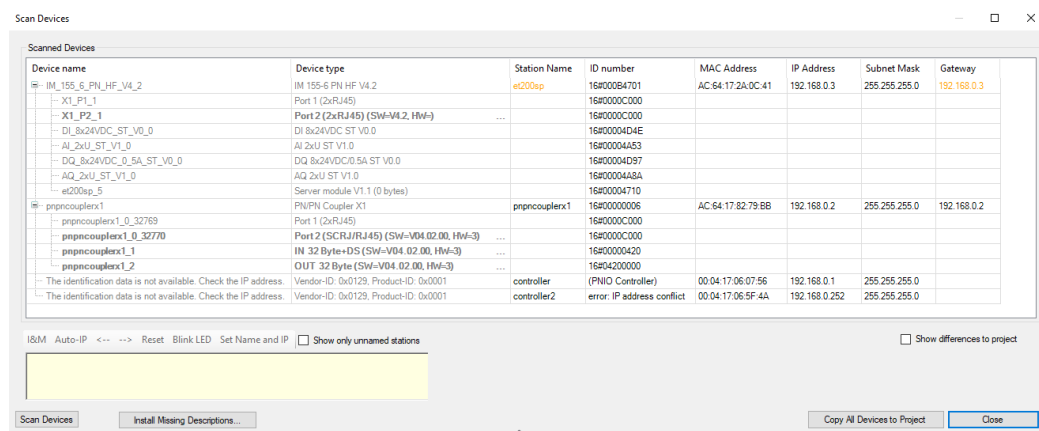 Scan Devices
Scanned Devices
Device name Device type Station Name ID number MAC Address IP Address Subnet Mask Gateway
IM_155_6_PN_HF_V4_2 IM 155-6 PN HF V4.2 et200sp 16#000B4701 AC:64:17:2A:0C:41 192.168.0.3 255.255.255.0 192.168.0.3
X1_P1_1 Port 1 (2xRJ45) 16#0000C000
X1_P2_1 Port 2 (2xRJ45) (SW=V4.2, HW=) ... 16#0000C000
DI_8x24VDC_ST_V0_0 DI 8x24VDC ST V0.0 16#00004D4E
AI_2xU_ST_V1_0 AI 2xU ST V1.0 16#00004A53
DQ_8x24VDC_0_5A_ST_V0_0 DQ 8x24VDC/0.5A ST V0.0 16#00004D97
AQ_2xU_ST_V1_0 AQ 2xU ST V1.0 16#00004A8A
et200sp_5 Server module V1.1 (0 bytes) 16#00004710
pnpncouplerx1 PN/PN Coupler X1 pnpncouplerx1 16#00000006 AC:64:17:82:79:BB 192.168.0.2 255.255.255.0 192.168.0.2
pnpncouplerx1_0_32769 Port 1 (2xRJ45) 16#0000C000
pnpncouplerx1_0_32770 Port 2 (SCRJ/RJ45) (SW=V04.02.00, HW=3) ... 16#0000C000
pnpncouplerx1_1 IN 32 Byte+DS (SW=V04.02.00, HW=3) ... 16#00000420
pnpncouplerx1_2 OUT 32 Byte (SW=V04.02.00, HW=3) ... 16#04200000
The identification data is not available. Check the IP address. Vendor-ID: 0x0129, Product-ID: 0x0001 controller (PNIO Controller) 00:04:17:06:07:56 192.168.0.1 255.255.255.0
The identification data is not available. Check the IP address. Vendor-ID: 0x0129, Product-ID: 0x0001 controller2 error: IP address conflict 00:04:17:06:5F:4A 192.168.0.252 255.255.255.0
I&M Auto-IP <-- --> Reset Blink LED Set Name and IP Show only unnamed stations Show differences to project
Scan Devices Install Missing Descriptions... Copy All Devices to Project Close